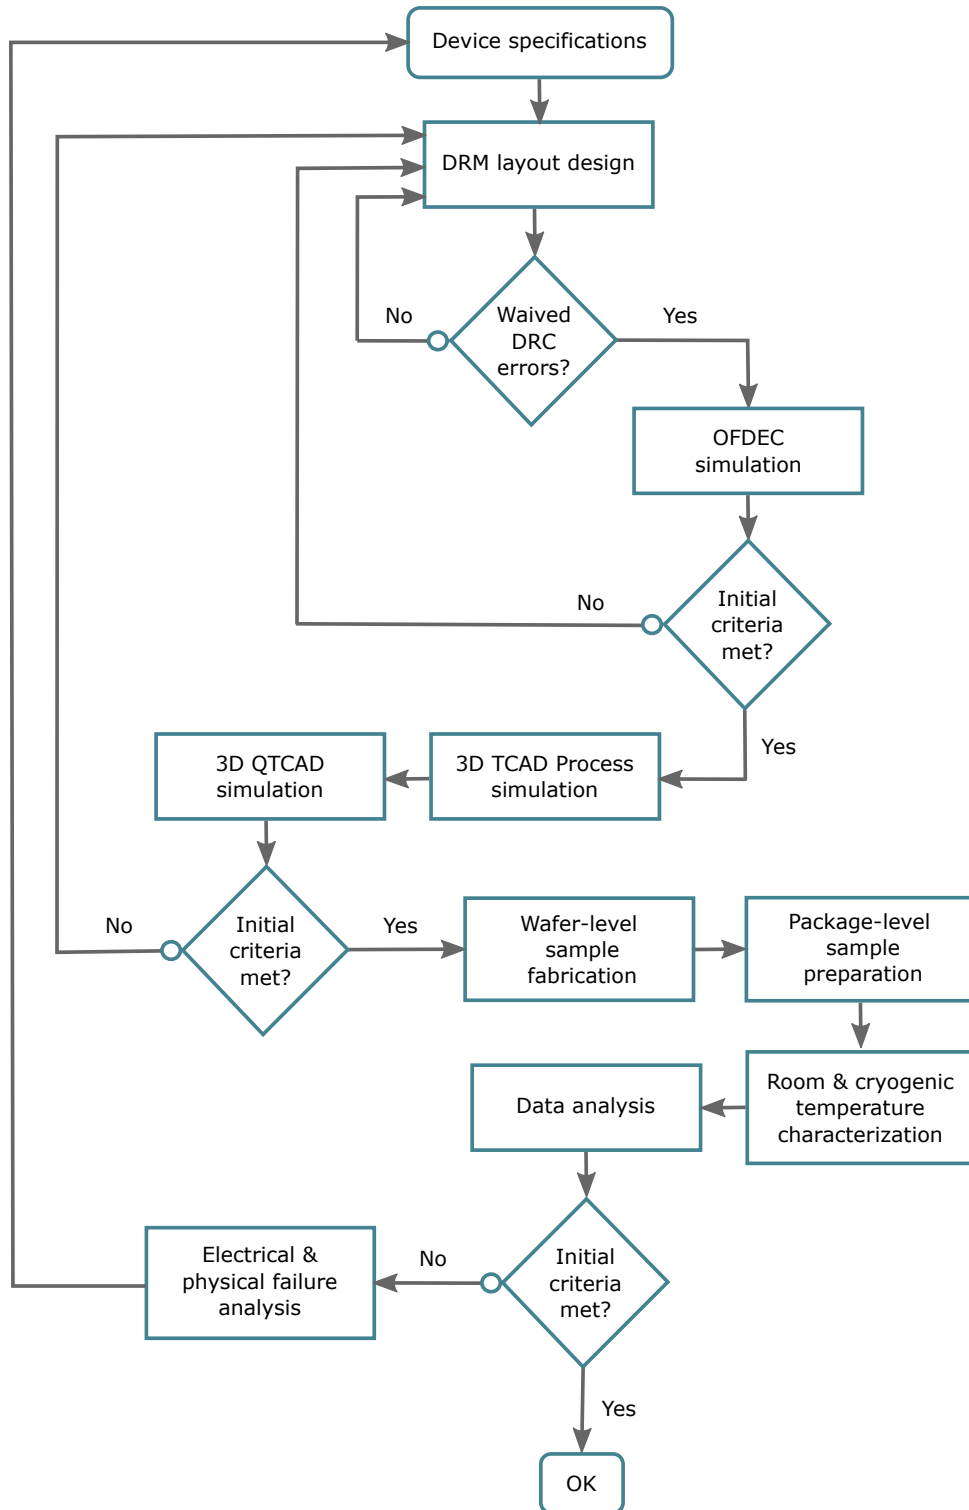 Device specifications
DRM layout design
Waived
DRC
errors?
No
Yes
OFDEC
simulation
Initial
criteria
met?
No
Yes
3D TCAD Process
simulation
3D QTCAD
simulation
Initial
criteria
met?
No
Yes
Wafer-level
sample
fabrication
Package-level
sample
preparation
Room & cryogenic
temperature
characterization
Data analysis
Initial
criteria
met?
No
Electrical &
physical failure
analysis
Yes
OK